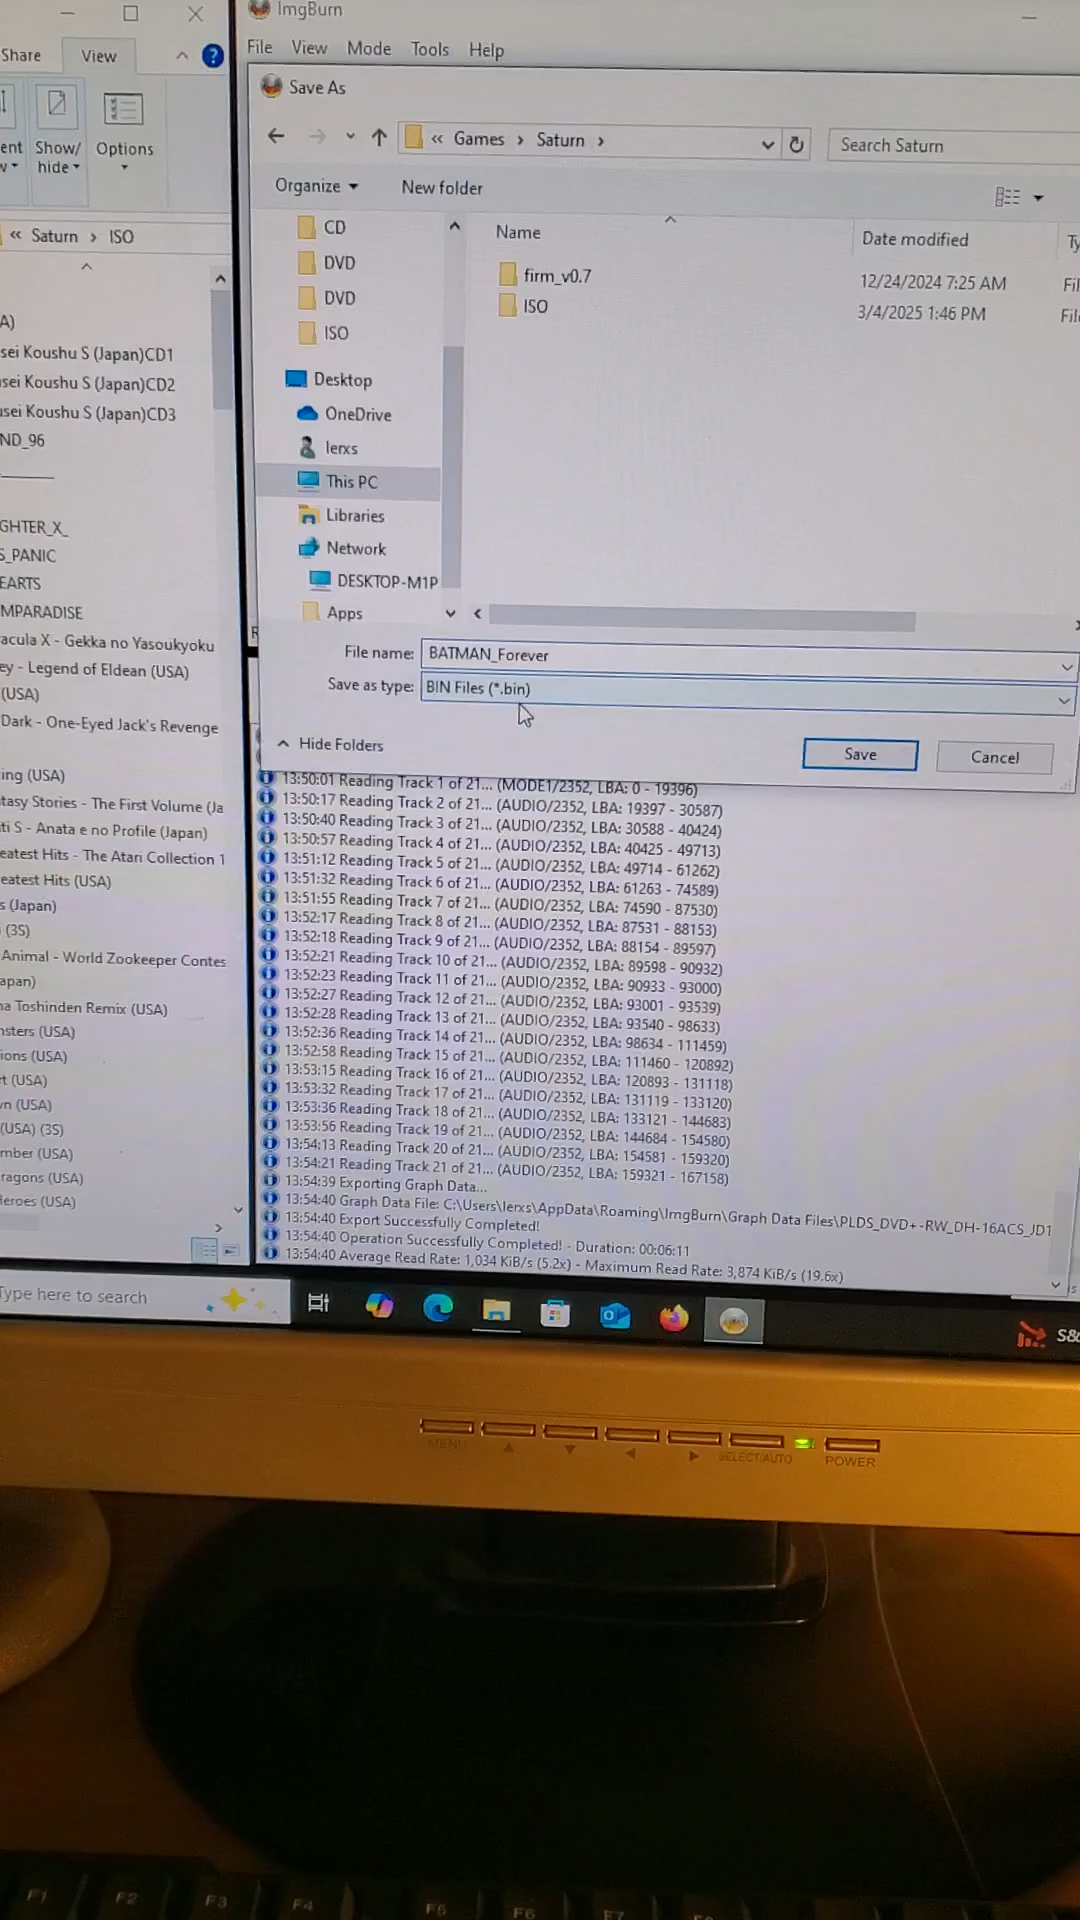 ImgBurn
File View Mode Tools Help
Share View
Save As
Show/
hide
Options
Games > Saturn >
Search Saturn
Organize
New folder
« Saturn > ISO
CD
DVD
DVD
ISO
Desktop
OneDrive
lerxs
This PC
Libraries
Network
DESKTOP-M1P
Apps
Name Date modified
firm_v0.7 12/24/2024 7:25 AM
ISO 3/4/2025 1:46 PM
A)
sei Koushu S (Japan)CD1
sei Koushu S (Japan)CD2
sei Koushu S (Japan)CD3
ND_96
GHTER_X_
S_PANIC
EARTS
MPARADISE
acula X - Gekka no Yasoukyoku
ey - Legend of Eldean (USA)
(USA)
Dark - One-Eyed Jack's Revenge
ing (USA)
tasy Stories - The First Volume (Ja
ti S - Anata e no Profile (Japan)
eatest Hits - The Atari Collection 1
eatest Hits (USA)
s (Japan)
(3S)
Animal - World Zookeeper Contes
apan)
na Toshinden Remix (USA)
nsters (USA)
ions (USA)
rt (USA)
vn (USA)
(USA) (3S)
mber (USA)
ragons (USA)
Heroes (USA)
File name: BATMAN_Forever
Save as type: BIN Files (*.bin)
Hide Folders
Save
Cancel
13:50:01 Reading Track 1 of 21... (MODE1/2352, LBA: 0 - 19396)
13:50:17 Reading Track 2 of 21... (AUDIO/2352, LBA: 19397 - 30587)
13:50:40 Reading Track 3 of 21... (AUDIO/2352, LBA: 30588 - 40424)
13:50:57 Reading Track 4 of 21... (AUDIO/2352, LBA: 40425 - 49713)
13:51:12 Reading Track 5 of 21... (AUDIO/2352, LBA: 49714 - 61262)
13:51:32 Reading Track 6 of 21... (AUDIO/2352, LBA: 61263 - 74589)
13:51:55 Reading Track 7 of 21... (AUDIO/2352, LBA: 74590 - 87530)
13:52:17 Reading Track 8 of 21... (AUDIO/2352, LBA: 87531 - 88153)
13:52:18 Reading Track 9 of 21... (AUDIO/2352, LBA: 88154 - 89597)
13:52:21 Reading Track 10 of 21... (AUDIO/2352, LBA: 89598 - 90932)
13:52:23 Reading Track 11 of 21... (AUDIO/2352, LBA: 90933 - 93000)
13:52:27 Reading Track 12 of 21... (AUDIO/2352, LBA: 93001 - 93539)
13:52:28 Reading Track 13 of 21... (AUDIO/2352, LBA: 93540 - 98633)
13:52:36 Reading Track 14 of 21... (AUDIO/2352, LBA: 98634 - 111459)
13:52:58 Reading Track 15 of 21... (AUDIO/2352, LBA: 111460 - 120892)
13:53:15 Reading Track 16 of 21... (AUDIO/2352, LBA: 120893 - 131118)
13:53:32 Reading Track 17 of 21... (AUDIO/2352, LBA: 131119 - 133120)
13:53:36 Reading Track 18 of 21... (AUDIO/2352, LBA: 133121 - 144683)
13:53:56 Reading Track 19 of 21... (AUDIO/2352, LBA: 144684 - 154580)
13:54:13 Reading Track 20 of 21... (AUDIO/2352, LBA: 154581 - 159320)
13:54:21 Reading Track 21 of 21... (AUDIO/2352, LBA: 159321 - 167158)
13:54:39 Exporting Graph Data...
13:54:40 Graph Data File: C:\Users\lerxs\AppData\Roaming\ImgBurn\Graph Data Files\PLDS_DVD+-RW_DH-16ACS_JD1
13:54:40 Export Successfully Completed!
13:54:40 Operation Successfully Completed! - Duration: 00:06:11
13:54:40 Average Read Rate: 1,034 KiB/s (5.2x) - Maximum Read Rate: 3,874 KiB/s (19.6x)
Type here to search
S&
MENU
SELECT/AUTO
POWER
F1 F2 F3 F4 F5 F6 F7